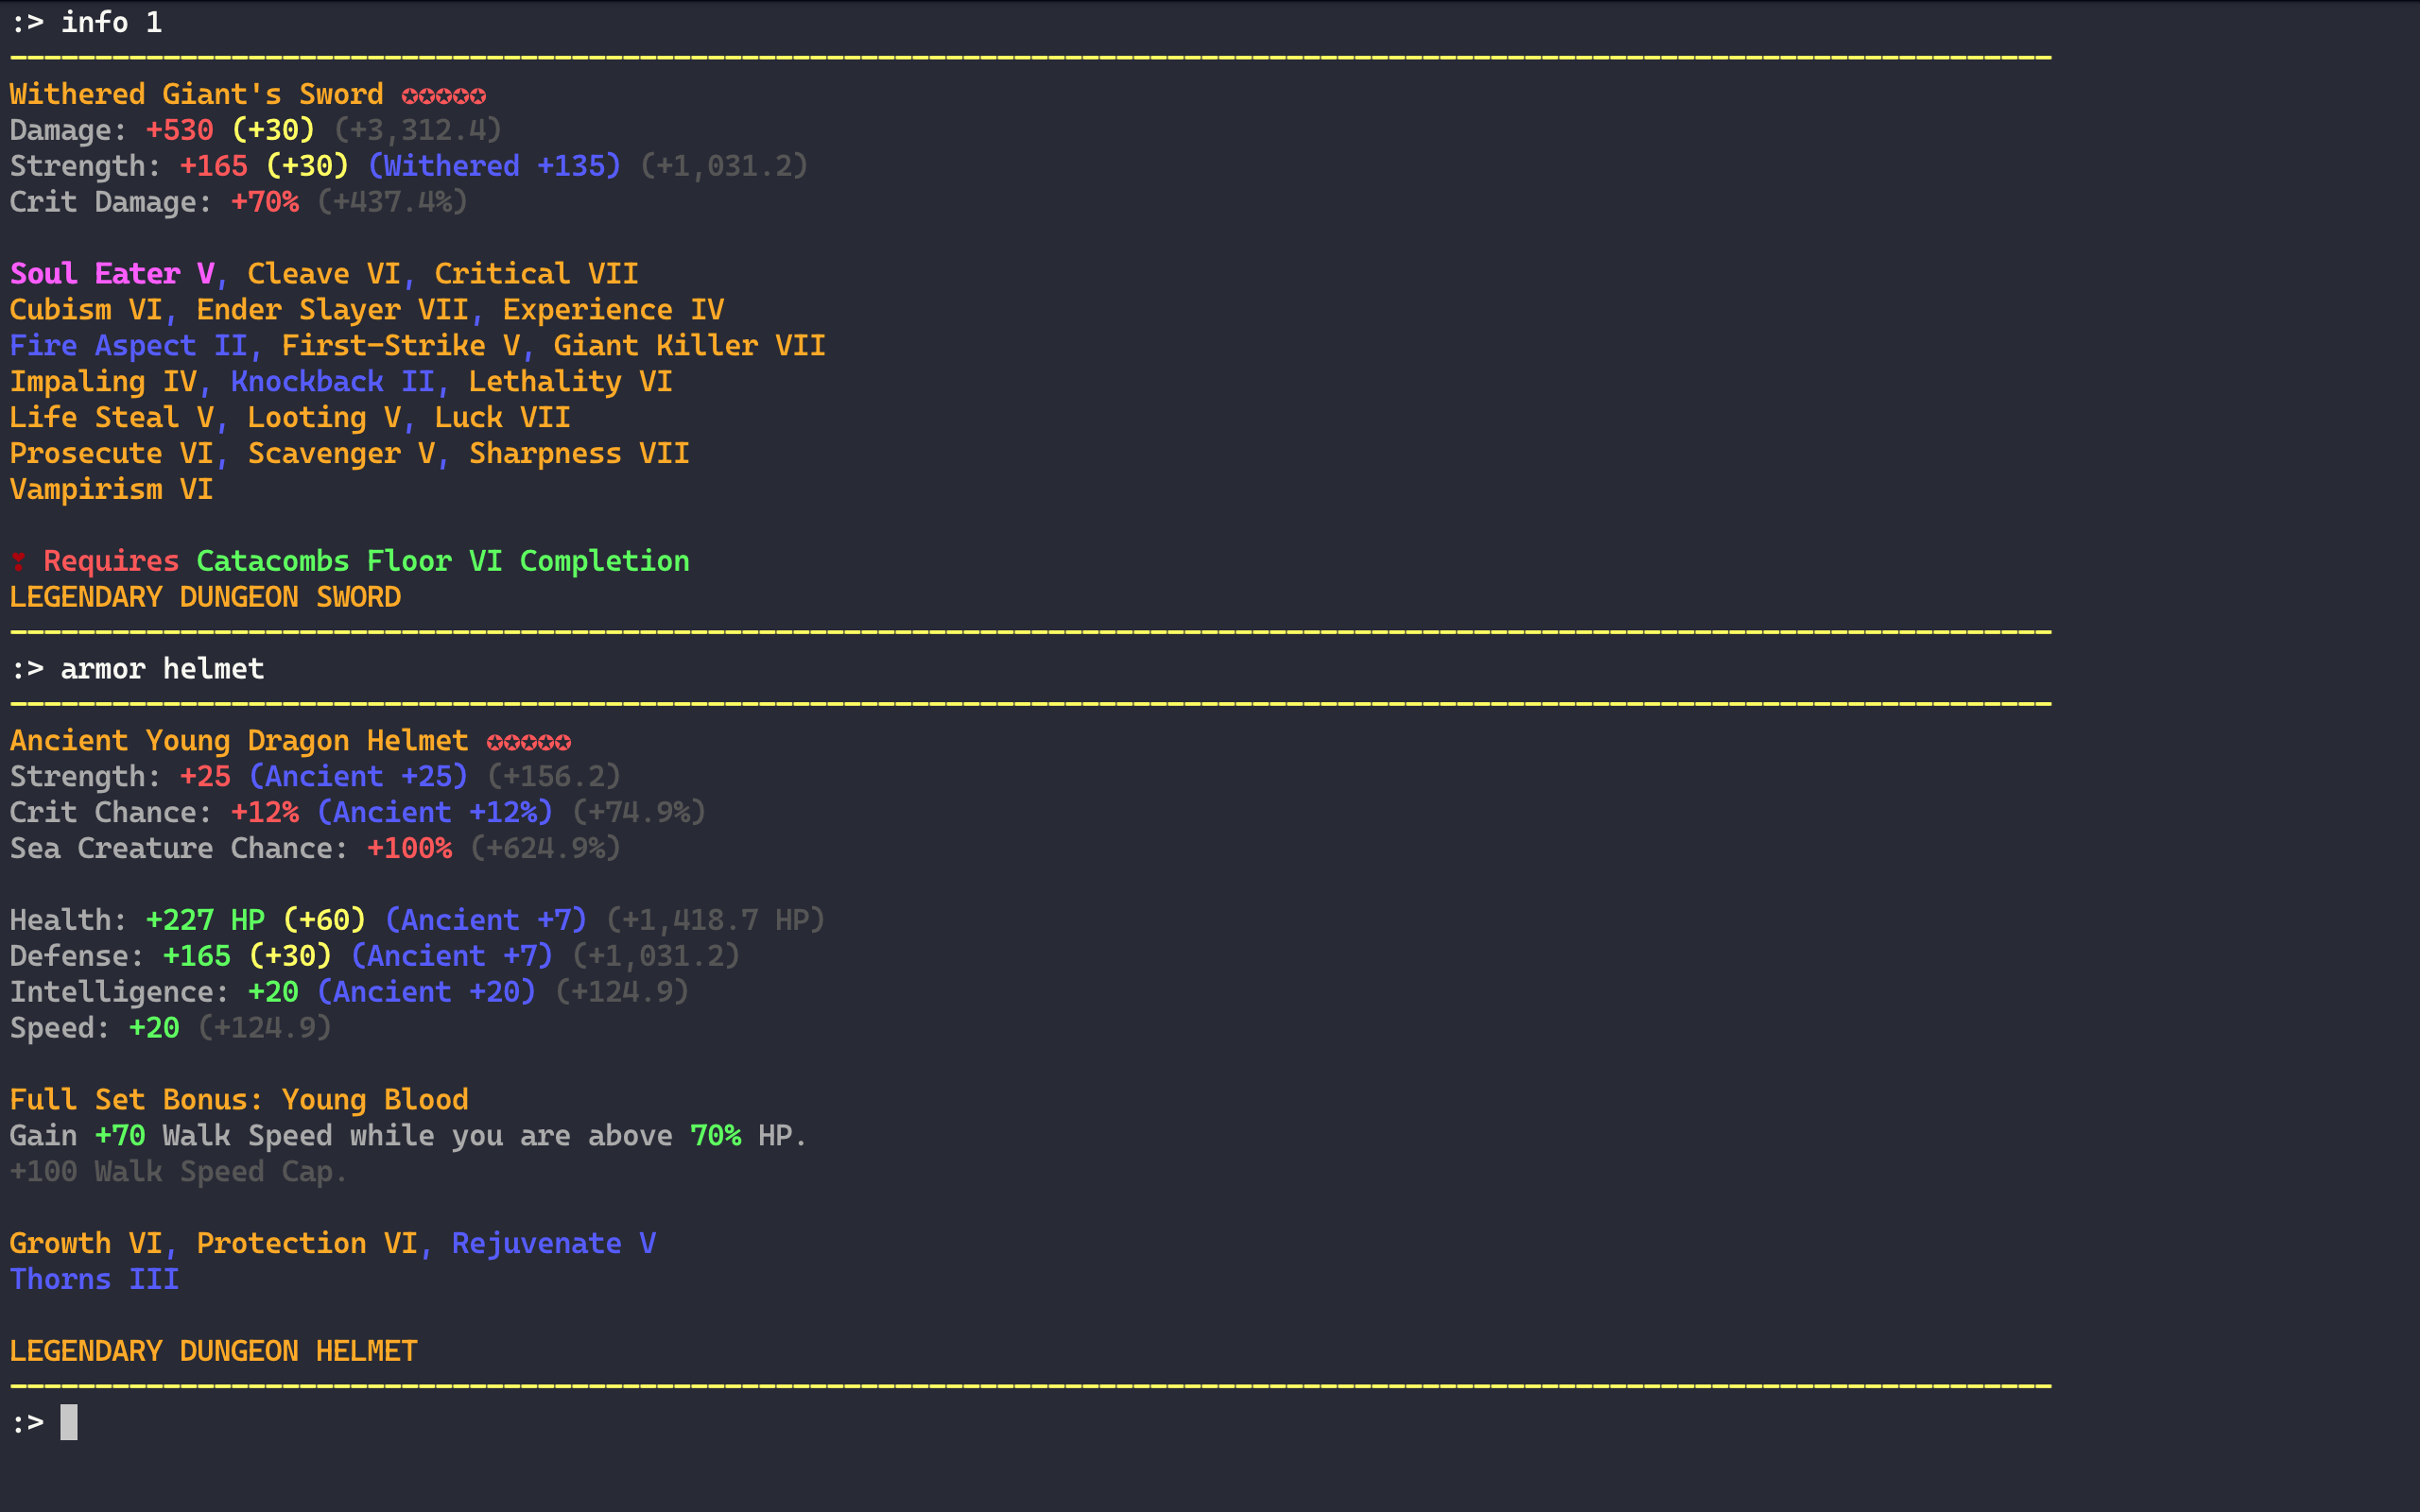 :> info 1
Withered Giant's Sword ✪✪✪✪✪
Damage: +530 (+30) (+3,312.4)
Strength: +165 (+30) (Withered +135) (+1,031.2)
Crit Damage: +70% (+437.4%)
Soul Eater V, Cleave VI, Critical VII
Cubism VI, Ender Slayer VII, Experience IV
Fire Aspect II, First-Strike V, Giant Killer VII
Impaling IV, Knockback II, Lethality VI
Life Steal V, Looting V, Luck VII
Prosecute VI, Scavenger V, Sharpness VII
Vampirism VI
❣ Requires Catacombs Floor VI Completion
LEGENDARY DUNGEON SWORD
:> armor helmet
Ancient Young Dragon Helmet ✪✪✪✪✪
Strength: +25 (Ancient +25) (+156.2)
Crit Chance: +12% (Ancient +12%) (+74.9%)
Sea Creature Chance: +100% (+624.9%)
Health: +227 HP (+60) (Ancient +7) (+1,418.7 HP)
Defense: +165 (+30) (Ancient +7) (+1,031.2)
Intelligence: +20 (Ancient +20) (+124.9)
Speed: +20 (+124.9)
Full Set Bonus: Young Blood
Gain +70 Walk Speed while you are above 70% HP.
+100 Walk Speed Cap.
Growth VI, Protection VI, Rejuvenate V
Thorns III
LEGENDARY DUNGEON HELMET
:>